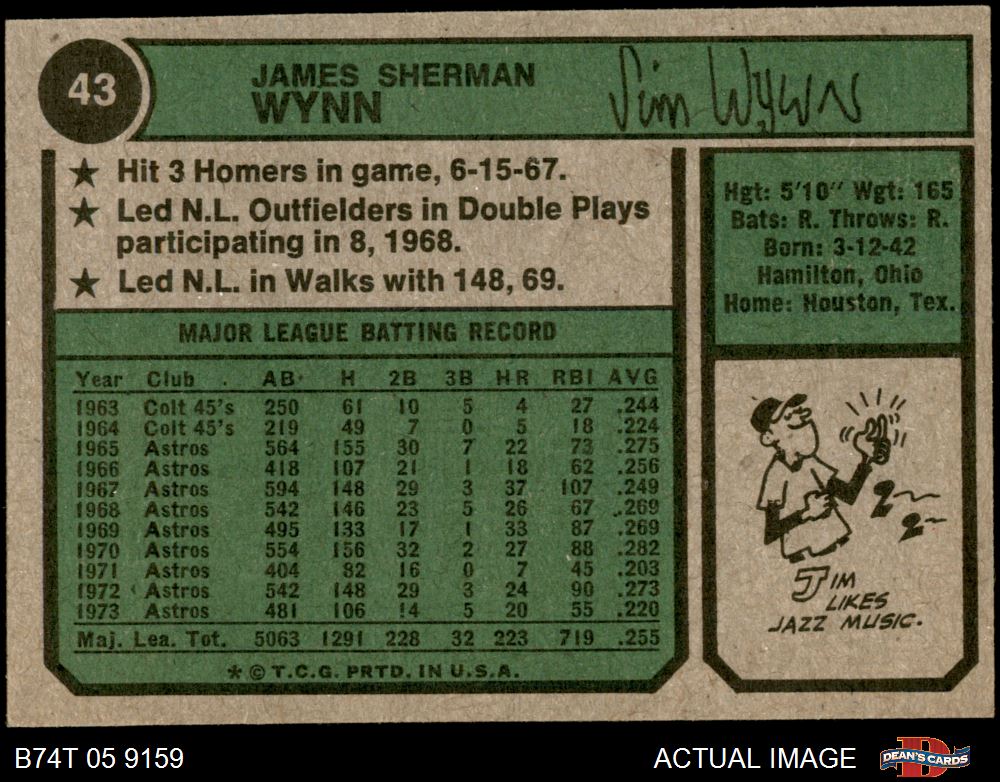 43
JAMES SHERMAN
WYNN
Jim Wynn
★ Hit 3 Homers in game, 6-15-67.
★ Led N.L. Outfielders in Double Plays
participating in 8, 1968.
★ Led N.L. in Walks with 148, 69.
Hgt: 5'10" Wgt: 165
Bats: R. Throws: R.
Born: 3-12-42
Hamilton, Ohio
Home: Houston, Tex.
MAJOR LEAGUE BATTING RECORD
Year Club AB H 2B 3B HR RBI AVG
1963 Colt 45's 250 61 10 5 4 27 .244
1964 Colt 45's 219 49 7 0 5 18 .224
1965 Astros 564 155 30 7 22 73 .275
1966 Astros 418 107 21 1 18 62 .256
1967 Astros 594 148 29 3 37 107 .249
1968 Astros 542 146 23 5 26 67 .269
1969 Astros 495 133 17 1 33 87 .269
1970 Astros 554 156 32 2 27 88 .282
1971 Astros 404 82 16 0 7 45 .203
1972 Astros 542 148 29 3 24 90 .273
1973 Astros 481 106 14 5 20 55 .220
Maj. Lea. Tot. 5063 1291 228 32 223 719 .255
* © T.C.G. PRTD. IN U.S.A.
JIM
LIKES
JAZZ MUSIC.
B74T 05 9159
ACTUAL IMAGE
DEAN'S CARDS